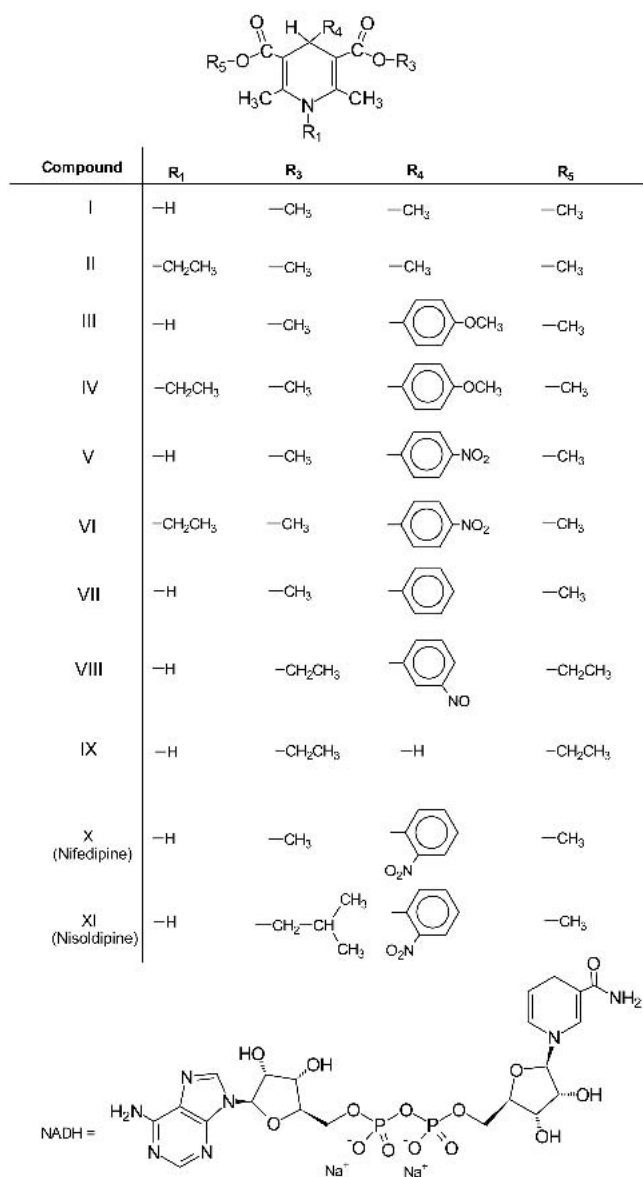 H R₄
O O
C C
R₅-O O-R₃
H₃C N CH₃
R₁
Compound R₁ R₃ R₄ R₅
I -H -CH₃ -CH₃ -CH₃
II -CH₂CH₃ -CH₃ -CH₃ -CH₃
III -H -CH₃ -OCH₃ -CH₃
IV -CH₂CH₃ -CH₃ -OCH₃ -CH₃
V -H -CH₃ -NO₂ -CH₃
VI -CH₂CH₃ -CH₃ -NO₂ -CH₃
VII -H -CH₃ -CH₃
VIII -H -CH₂CH₃ -CH₂CH₃
NO
IX -H -CH₂CH₃ -H -CH₂CH₃
X -H -CH₃ -CH₃
(Nifedipine) O₂N
CH₃
XI -H -CH₂-CH -CH₃
(Nisoldipine) CH₃ O₂N
O
NH₂
N
HO OH O
N N
H₂N N O O P O P O OH
NADH = N N ⁻O O ⁻O O OH
Na⁺ Na⁺